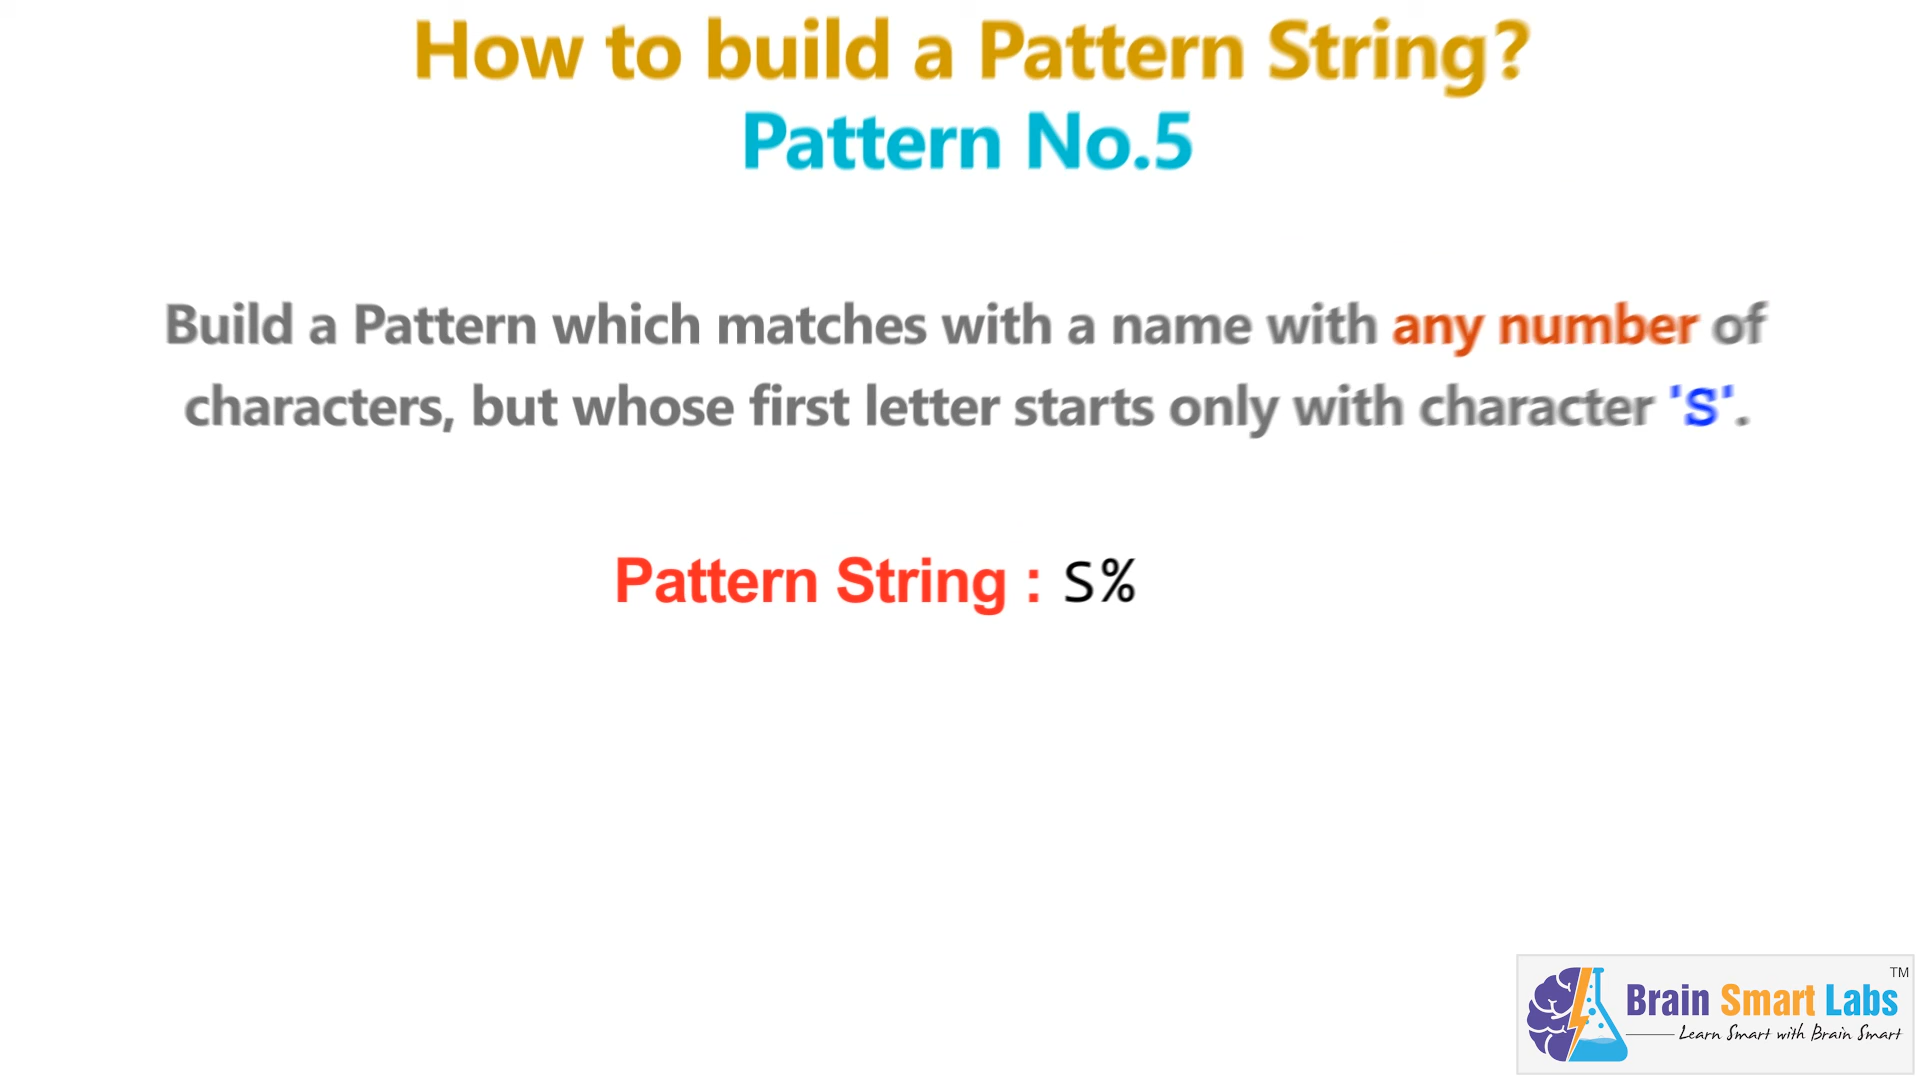 How to build a Pattern String?
Pattern No.5
Build a Pattern which matches with a name with any number of
characters, but whose first letter starts only with character 'S'.
Pattern String : S%
TM
Brain Smart Labs
Learn Smart with Brain Smart